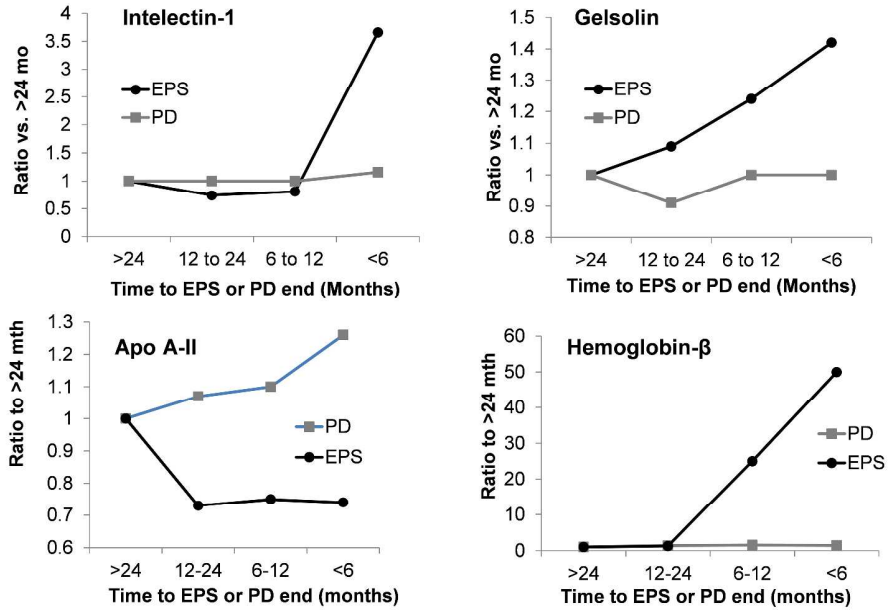 Intelectin-1
Ratio vs. >24 mo
4
3.5
3
2.5
2
1.5
1
0.5
0
EPS
PD
>24 12 to 24 6 to 12 <6
Time to EPS or PD end (Months)
Gelsolin
Ratio vs. >24 mo
1.5
1.4
1.3
1.2
1.1
1
0.9
0.8
EPS
PD
>24 12 to 24 6 to 12 <6
Time to EPS or PD end (Months)
Apo A-II
Ratio to >24 mth
1.3
1.2
1.1
1
0.9
0.8
0.7
0.6
PD
EPS
>24 12-24 6-12 <6
Time to EPS or PD end (months)
Hemoglobin-β
Ratio to >24 mth
60
50
40
30
20
10
0
PD
EPS
>24 12-24 6-12 <6
Time to EPS or PD end (months)